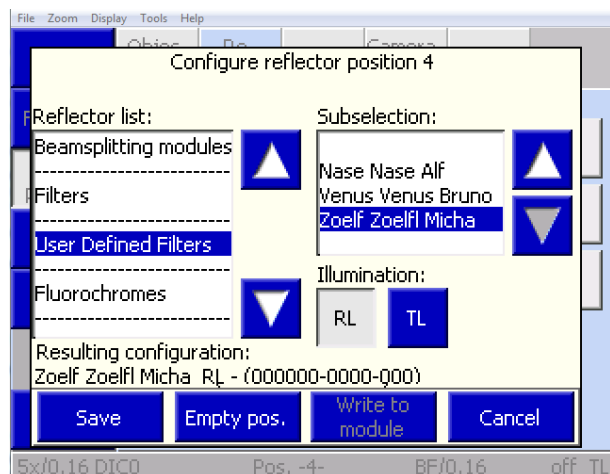 File Zoom Display Tools Help
Configure reflector position 4
Reflector list:
Subselection:
Beamsplitting modules
------------------------
Filters
------------------------
User Defined Filters
------------------------
Fluorochromes
------------------------
Nase Nase Alf
Venus Venus Bruno
Zoelf Zoelfl Micha
Illumination:
RL
TL
Resulting configuration:
Zoelf Zoelfl Micha RL - (000000-0000-000)
Save
Empty pos.
Write to
module
Cancel
5x/0.16 DIC0
Pos. -4-
BF/0.16
off
TL